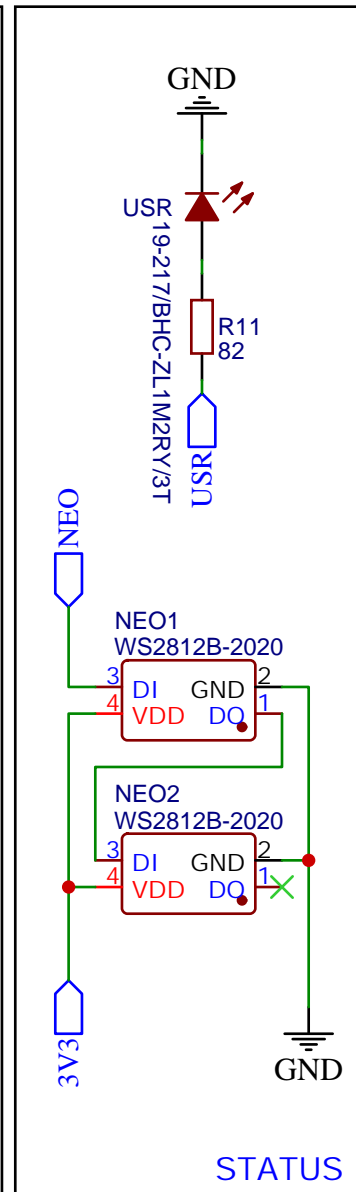 GND
USR
19-217/BHC-ZL1M2RY/3T
R11
82
USR
NEO
NEO1
WS2812B-2020
3 DI GND 2
4 VDD DO 1
NEO2
WS2812B-2020
3 DI GND 2
4 VDD DO 1
3V3
GND
STATUS